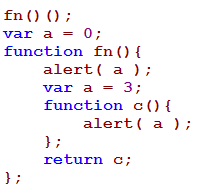 fn()();
var a = 0;
function fn(){
    alert( a );
    var a = 3;
    function c(){
        alert( a );
    };
    return c;
};